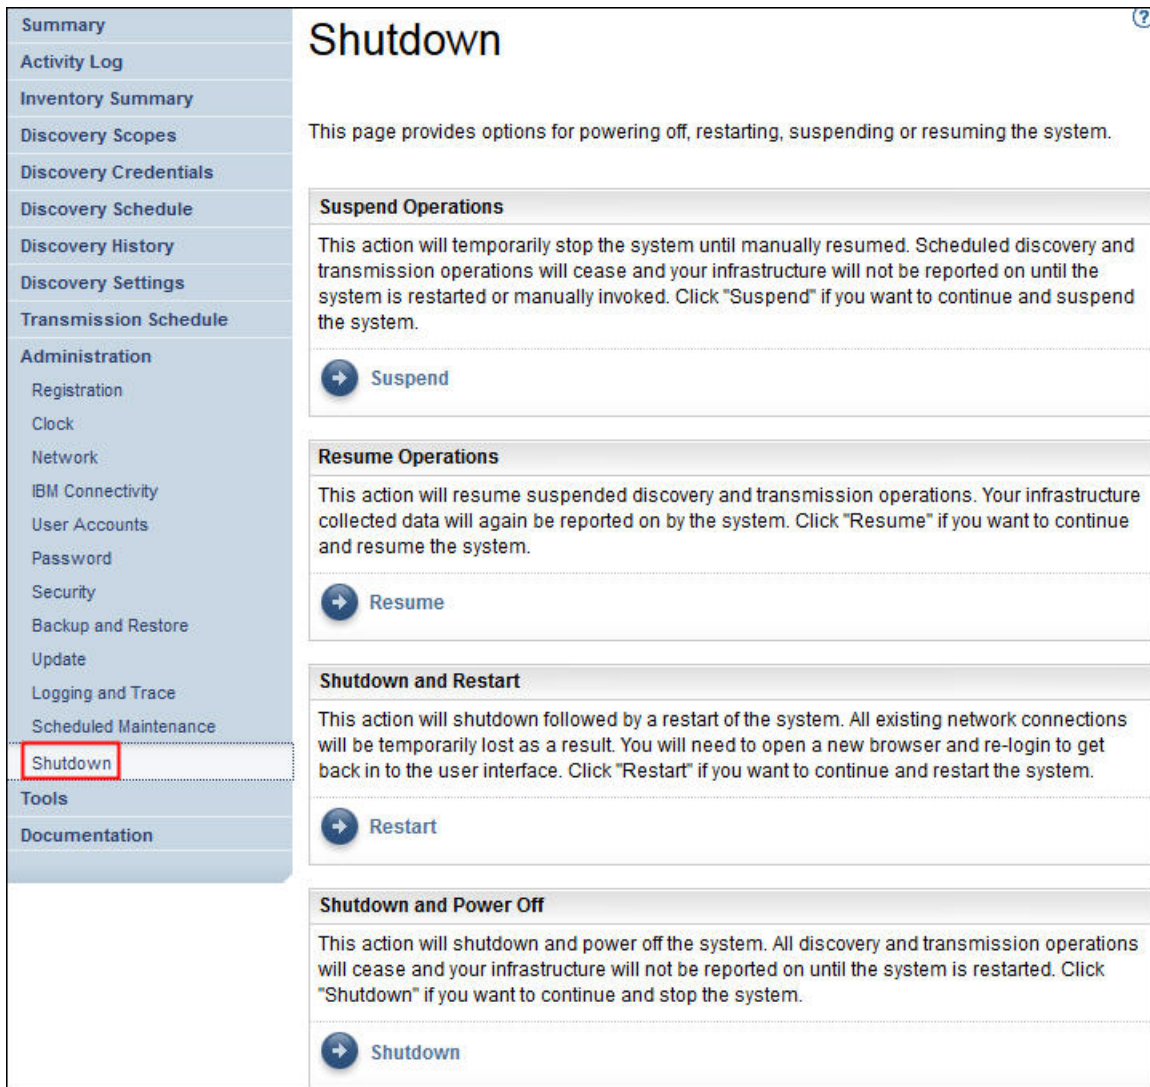 Summary
Activity Log
Inventory Summary
Discovery Scopes
Discovery Credentials
Discovery Schedule
Discovery History
Discovery Settings
Transmission Schedule
Administration
Registration
Clock
Network
IBM Connectivity
User Accounts
Password
Security
Backup and Restore
Update
Logging and Trace
Scheduled Maintenance
Shutdown
Tools
Documentation
?
Shutdown
This page provides options for powering off, restarting, suspending or resuming the system.
Suspend Operations
This action will temporarily stop the system until manually resumed. Scheduled discovery and
transmission operations will cease and your infrastructure will not be reported on until the
system is restarted or manually invoked. Click "Suspend" if you want to continue and suspend
the system.
Suspend
Resume Operations
This action will resume suspended discovery and transmission operations. Your infrastructure
collected data will again be reported on by the system. Click "Resume" if you want to continue
and resume the system.
Resume
Shutdown and Restart
This action will shutdown followed by a restart of the system. All existing network connections
will be temporarily lost as a result. You will need to open a new browser and re-login to get
back in to the user interface. Click "Restart" if you want to continue and restart the system.
Restart
Shutdown and Power Off
This action will shutdown and power off the system. All discovery and transmission operations
will cease and your infrastructure will not be reported on until the system is restarted. Click
"Shutdown" if you want to continue and stop the system.
Shutdown